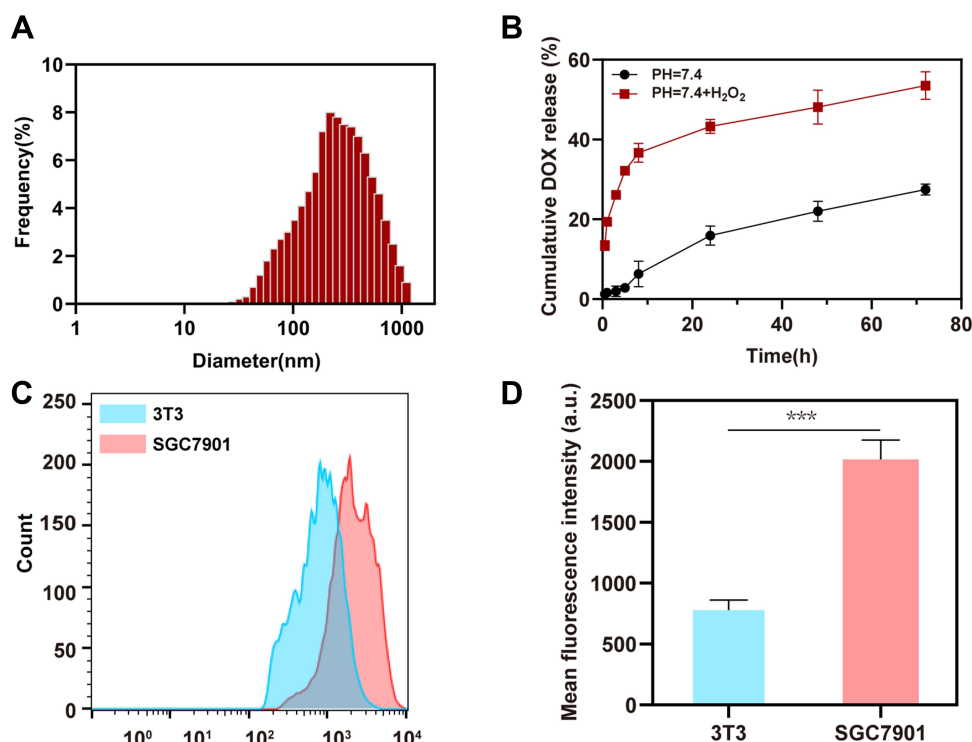 A
Frequency(%)
10
8
6
4
2
0
1
10
100
1000
Diameter(nm)
B
Cumulatutive DOX release (%)
60
40
20
0
PH=7.4
PH=7.4+H₂O₂
0
20
40
60
80
Time(h)
C
Count
250
200
150
100
50
0
3T3
SGC7901
10⁰
10¹
10²
10³
10⁴
D
Mean fluorescence intensity (a.u.)
2500
2000
1500
1000
500
0
***
3T3
SGC7901